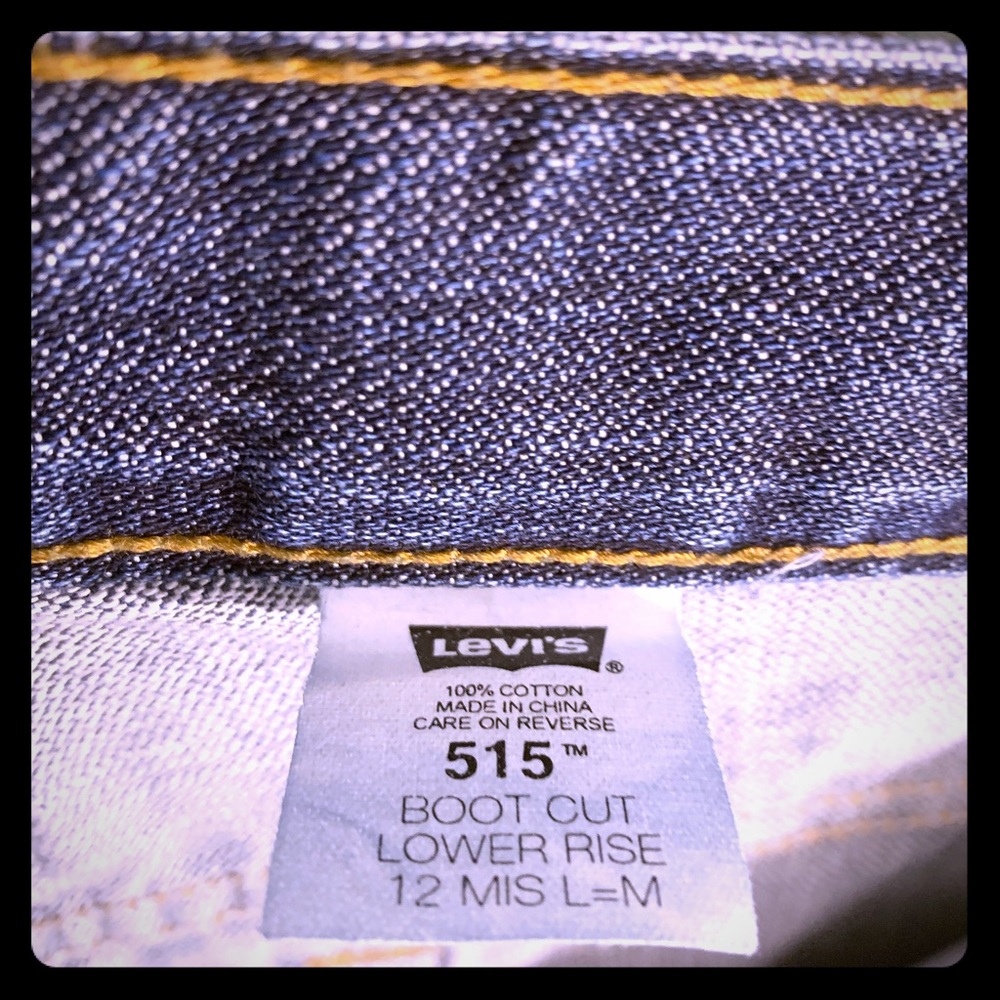 Levi's ®
100% COTTON
MADE IN CHINA
CARE ON REVERSE
515™
BOOT CUT
LOWER RISE
12 MIS L=M